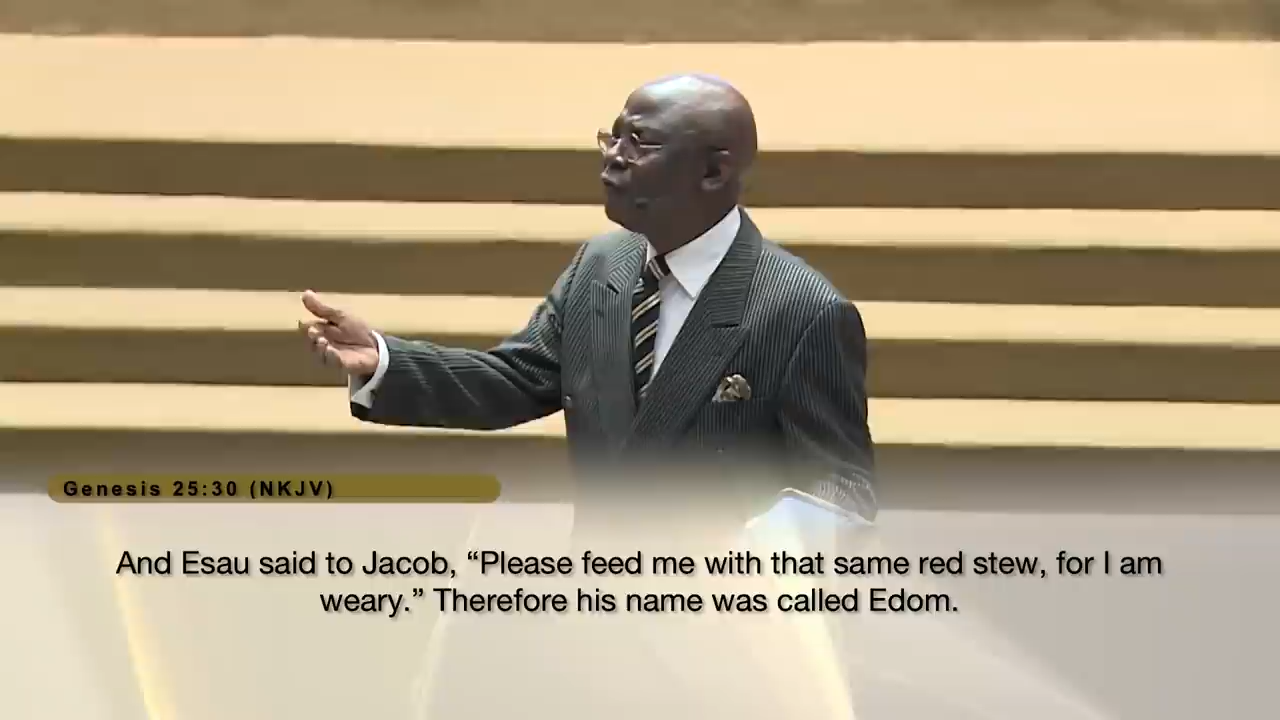 Genesis 25:30 (NKJV)
And Esau said to Jacob, “Please feed me with that same red stew, for I am
weary.” Therefore his name was called Edom.